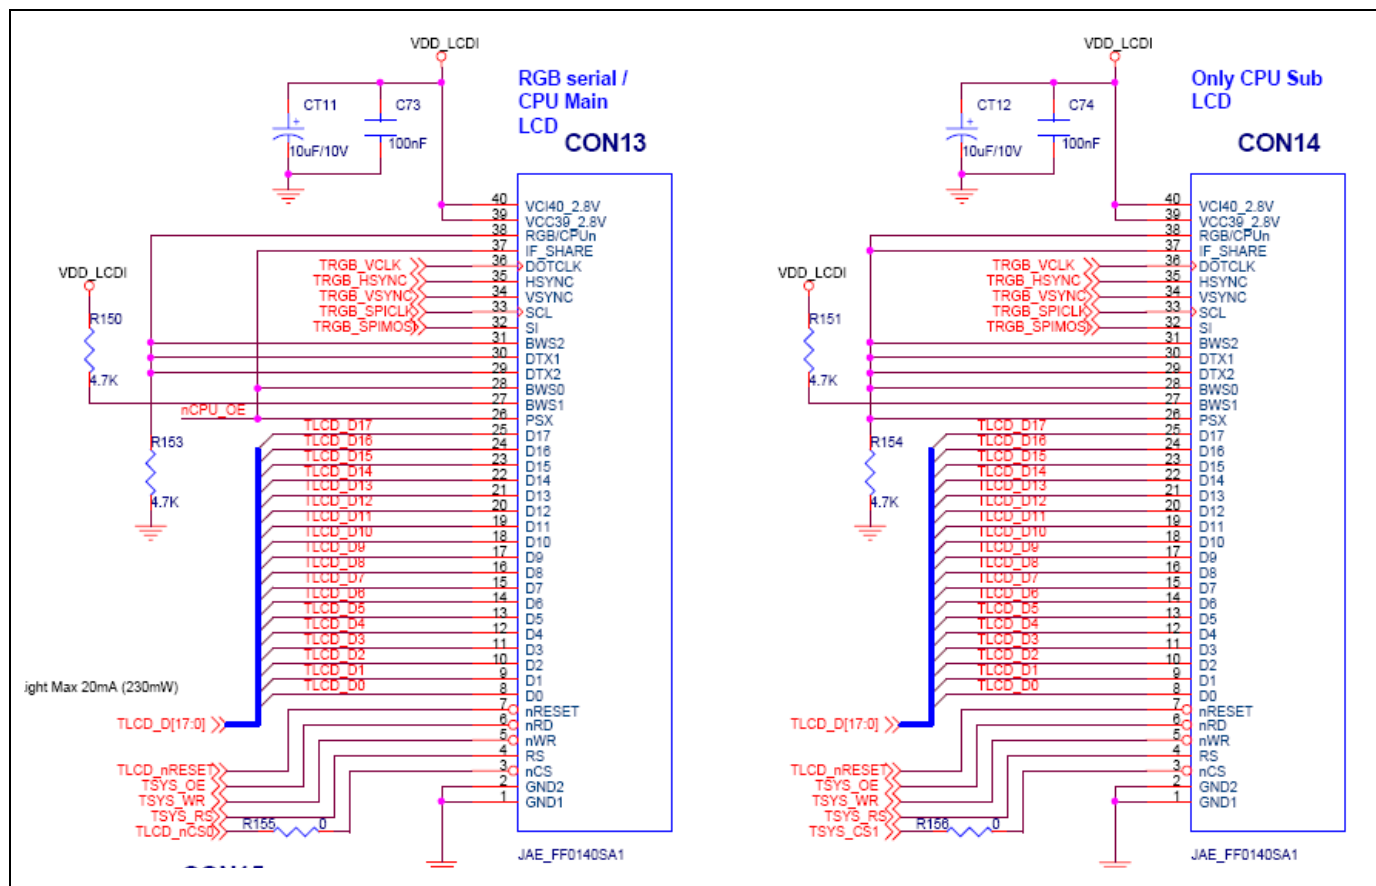 VDD_LCDI
RGB serial /
CPU Main
LCD
CON13
CT11
C73
10uF/10V
100nF
40 VCI40_2.8V
39 VCC39_2.8V
38 RGB/CPUn
37 IF_SHARE
TRGB_VCLK 36 DOTCLK
TRGB_HSYNC 35 HSYNC
TRGB_VSYNC 34 VSYNC
TRGB_SPICLK 33 SCL
TRGB_SPIMOSI 32 SI
31 BWS2
30 DTX1
29 DTX2
28 BWS0
27 BWS1
26 PSX
VDD_LCDI
R150
4.7K
nCPU_OE
R153
4.7K
TLCD_D17 25 D17
TLCD_D16 24 D16
TLCD_D15 23 D15
TLCD_D14 22 D14
TLCD_D13 21 D13
TLCD_D12 20 D12
TLCD_D11 19 D11
TLCD_D10 18 D10
TLCD_D9 17 D9
TLCD_D8 16 D8
TLCD_D7 15 D7
TLCD_D6 14 D6
TLCD_D5 13 D5
TLCD_D4 12 D4
TLCD_D3 11 D3
TLCD_D2 10 D2
TLCD_D1 9 D1
TLCD_D0 8 D0
ight Max 20mA (230mW)
TLCD_D[17:0]
7 nRESET
6 nRD
5 nWR
4 RS
3 nCS
2 GND2
1 GND1
TLCD_nRESET
TSYS_OE
TSYS_WR
TSYS_RS
TLCD_nCS0
R155 0
JAE_FF0140SA1
VDD_LCDI
Only CPU Sub
LCD
CON14
CT12
C74
10uF/10V
100nF
40 VCI40_2.8V
39 VCC39_2.8V
38 RGB/CPUn
37 IF_SHARE
TRGB_VCLK 36 DOTCLK
TRGB_HSYNC 35 HSYNC
TRGB_VSYNC 34 VSYNC
TRGB_SPICLK 33 SCL
TRGB_SPIMOSI 32 SI
31 BWS2
30 DTX1
29 DTX2
28 BWS0
27 BWS1
26 PSX
VDD_LCDI
R151
4.7K
R154
4.7K
TLCD_D17 25 D17
TLCD_D16 24 D16
TLCD_D15 23 D15
TLCD_D14 22 D14
TLCD_D13 21 D13
TLCD_D12 20 D12
TLCD_D11 19 D11
TLCD_D10 18 D10
TLCD_D9 17 D9
TLCD_D8 16 D8
TLCD_D7 15 D7
TLCD_D6 14 D6
TLCD_D5 13 D5
TLCD_D4 12 D4
TLCD_D3 11 D3
TLCD_D2 10 D2
TLCD_D1 9 D1
TLCD_D0 8 D0
TLCD_D[17:0]
7 nRESET
6 nRD
5 nWR
4 RS
3 nCS
2 GND2
1 GND1
TLCD_nRESET
TSYS_OE
TSYS_WR
TSYS_RS
TSYS_CS1
R156 0
JAE_FF0140SA1